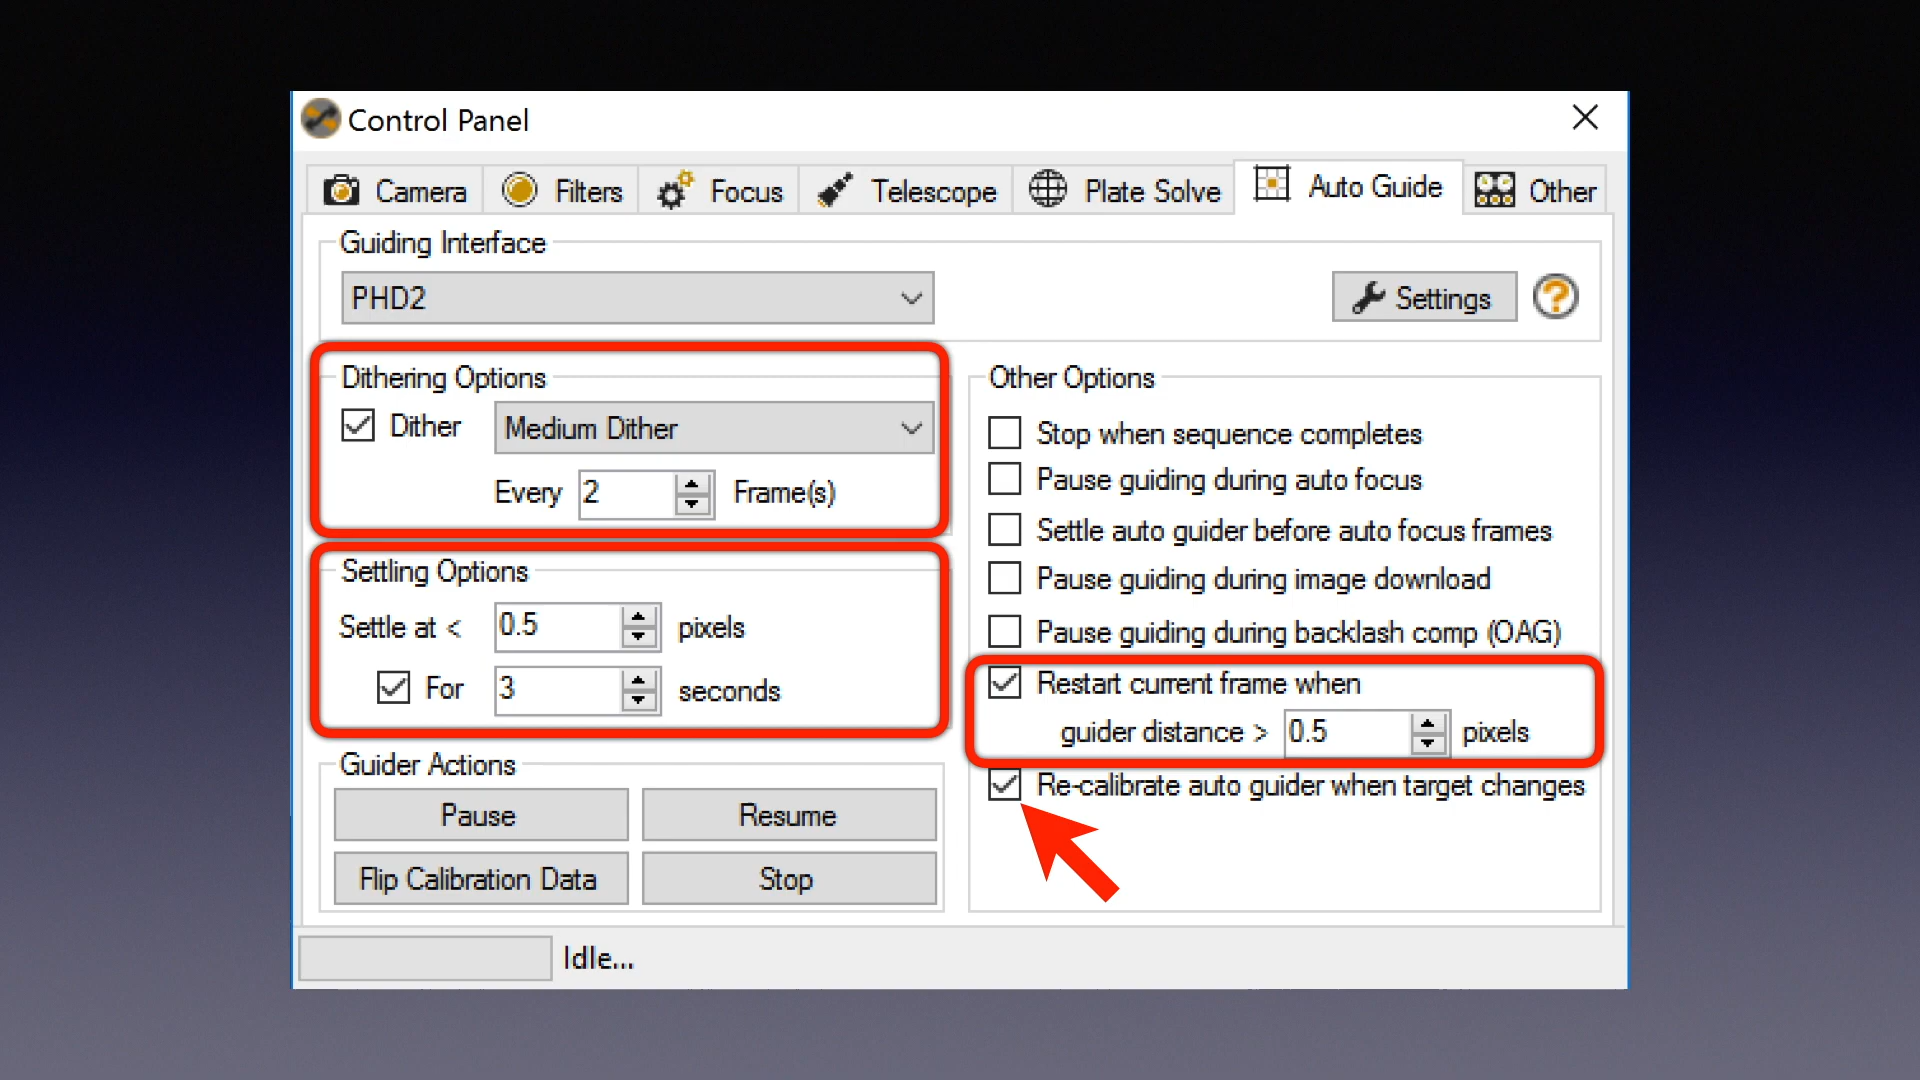 Control Panel
Camera Filters Focus Telescope Plate Solve Auto Guide Other
Guiding Interface
PHD2
Settings
?
Dithering Options
Dither Medium Dither
Every 2 Frame(s)
Settling Options
Settle at < 0.5 pixels
For 3 seconds
Guider Actions
Pause Resume
Flip Calibration Data Stop
Other Options
Stop when sequence completes
Pause guiding during auto focus
Settle auto guider before auto focus frames
Pause guiding during image download
Pause guiding during backlash comp (OAG)
Restart current frame when
guider distance > 0.5 pixels
Re-calibrate auto guider when target changes
Idle...